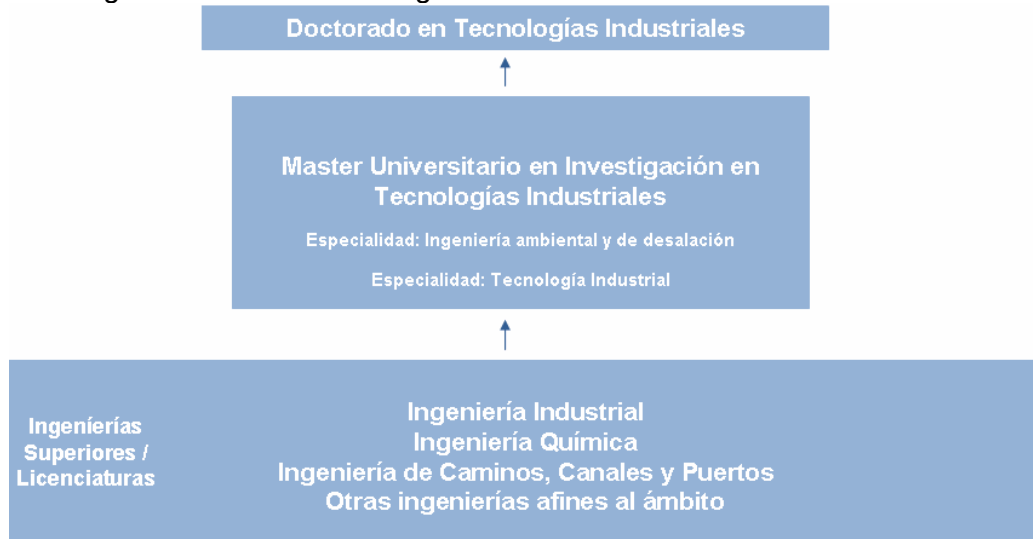 Doctorado en Tecnologías Industriales
Master Universitario en Investigación en
Tecnologías Industriales
Especialidad: Ingeniería ambiental y de desalación
Especialidad: Tecnología Industrial
Ingeníerías
Superiores /
Licenciaturas
Ingeniería Industrial
Ingeniería Química
Ingeniería de Caminos, Canales y Puertos
Otras ingenierías afines al ámbito